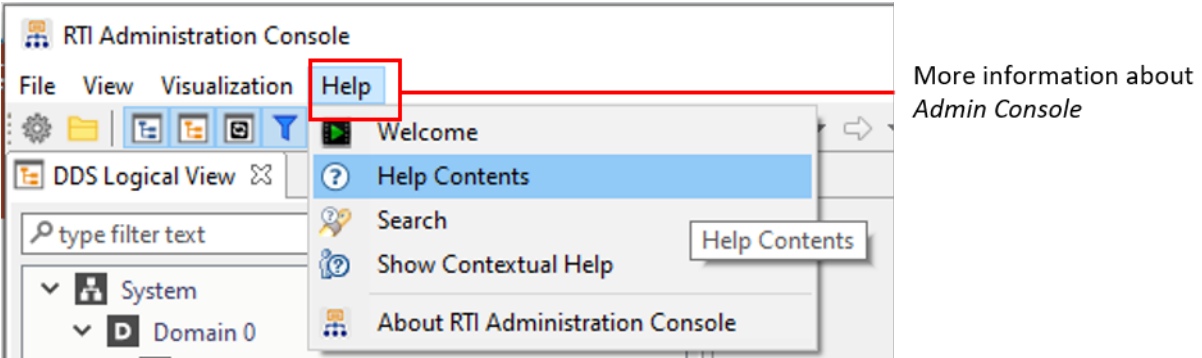 RTI Administration Console
File View Visualization Help
More information about
Admin Console
Welcome
DDS Logical View
Help Contents
type filter text
Search
Help Contents
Show Contextual Help
System
D Domain 0
About RTI Administration Console